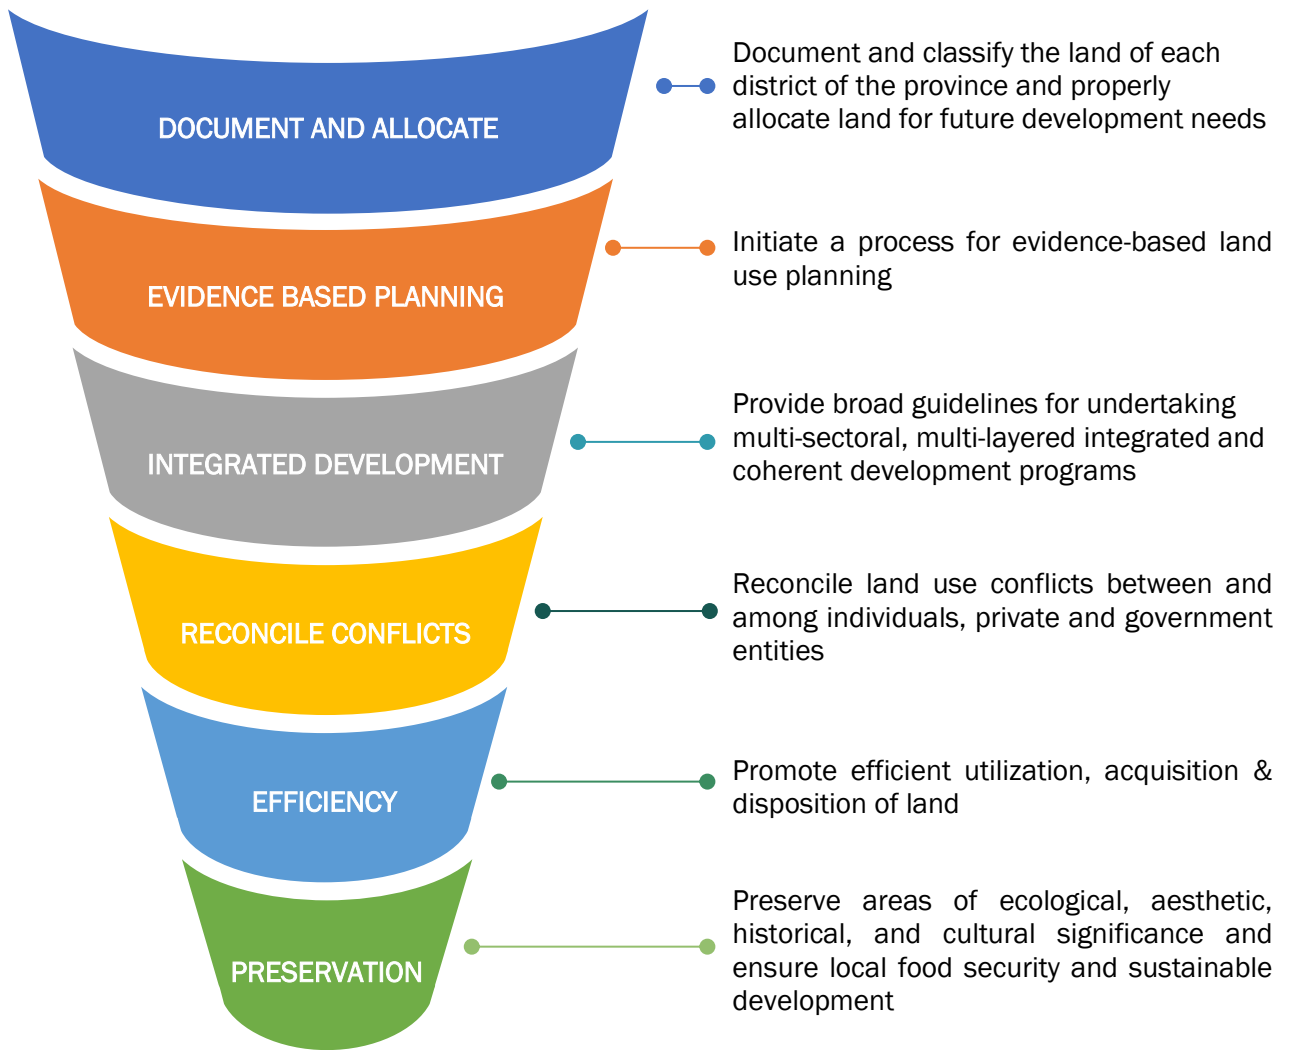 DOCUMENT AND ALLOCATE
Document and classify the land of each
district of the province and properly
allocate land for future development needs
EVIDENCE BASED PLANNING
Initiate a process for evidence-based land
use planning
INTEGRATED DEVELOPMENT
Provide broad guidelines for undertaking
multi-sectoral, multi-layered integrated and
coherent development programs
RECONCILE CONFLICTS
Reconcile land use conflicts between and
among individuals, private and government
entities
EFFICIENCY
Promote efficient utilization, acquisition &
disposition of land
PRESERVATION
Preserve areas of ecological, aesthetic,
historical, and cultural significance and
ensure local food security and sustainable
development